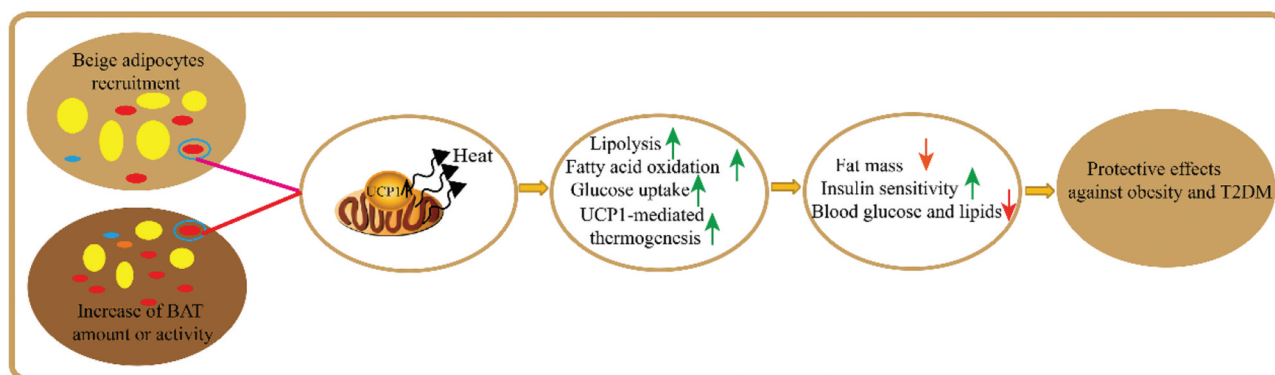 Beige adipocytes
recruitment
Increase of BAT
amount or activity
UCP1
Heat
Lipolysis
Fatty acid oxidation
Glucose uptake
UCP1-mediated
thermogenesis
Fat mass
Insulin sensitivity
Blood glucose and lipids
Protective effects
against obesity and T2DM